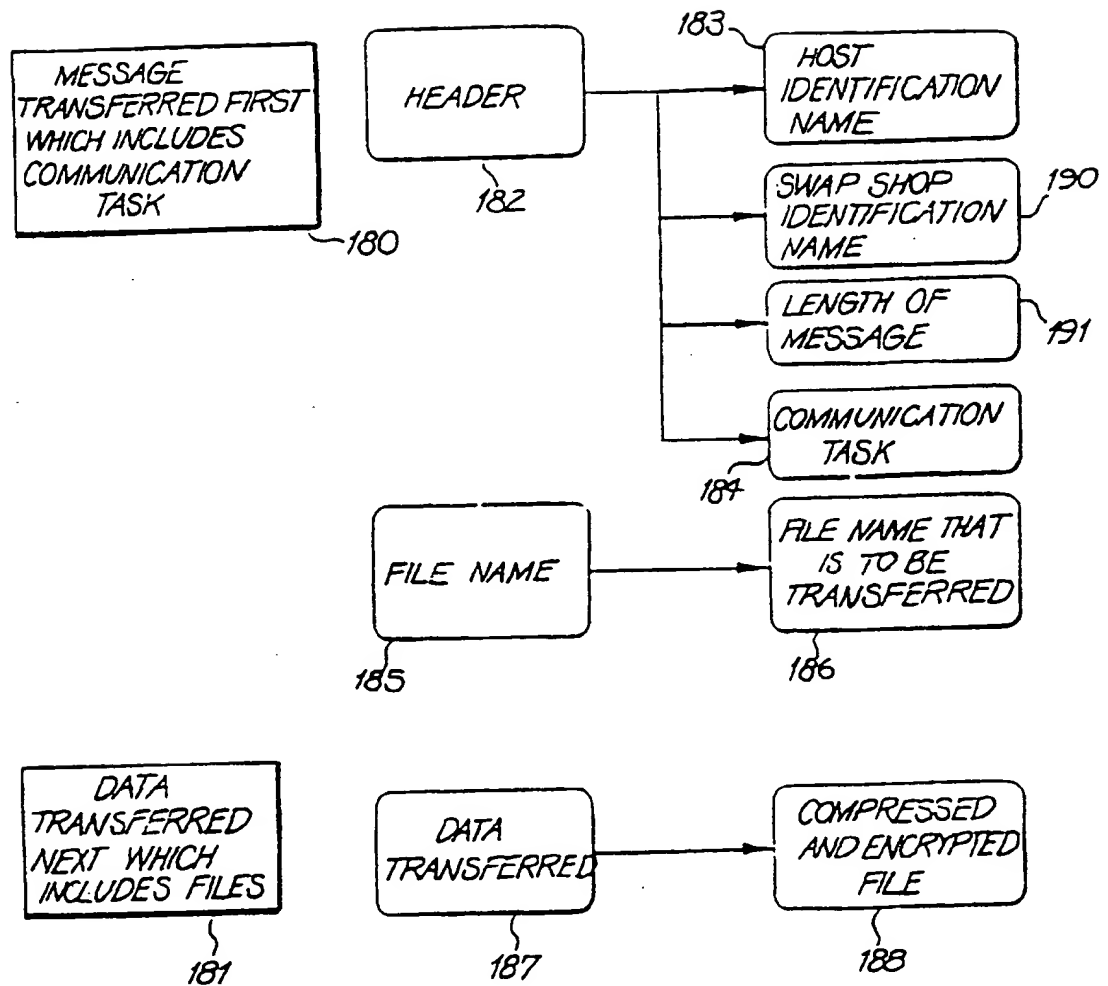 MESSAGE
TRANSFERRED FIRST
WHICH INCLUDES
COMMUNICATION
TASK
180
HEADER
182
183
HOST
IDENTIFICATION
NAME
SWAP SHOP
IDENTIFICATION
NAME
190
LENGTH OF
MESSAGE
191
COMMUNICATION
TASK
184
FILE NAME
185
FILE NAME THAT
IS TO BE
TRANSFERRED
186
DATA
TRANSFERRED
NEXT WHICH
INCLUDES FILES
181
DATA
TRANSFERRED
187
COMPRESSED
AND ENCRYPTED
FILE
188